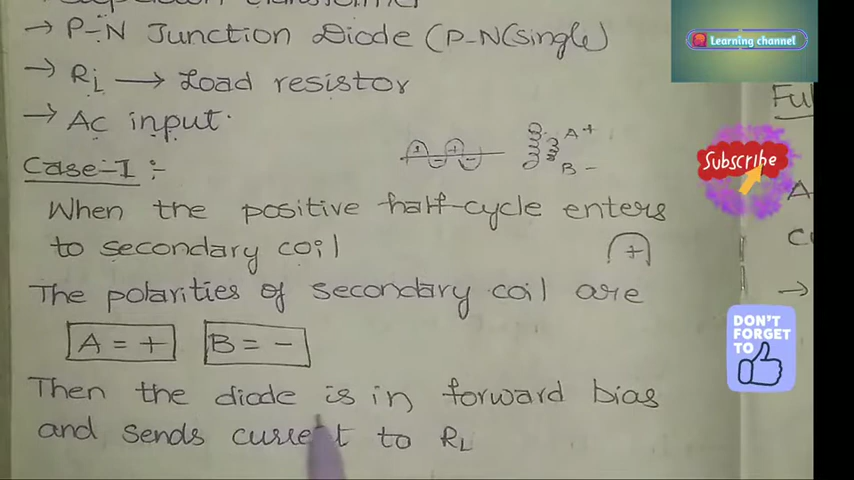 → P-N Junction Diode (P-N(single)
→ RL → Load resistor
→ Ac input.
Case-I :-
A +
B -
When the positive half-cycle enters
to secondary coil
+
The polarities of secondary coil are
A = +
B = -
Then the diode is in forward bias
and sends current to RL
Learning channel
Subscribe
DON'T
FORGET
TO